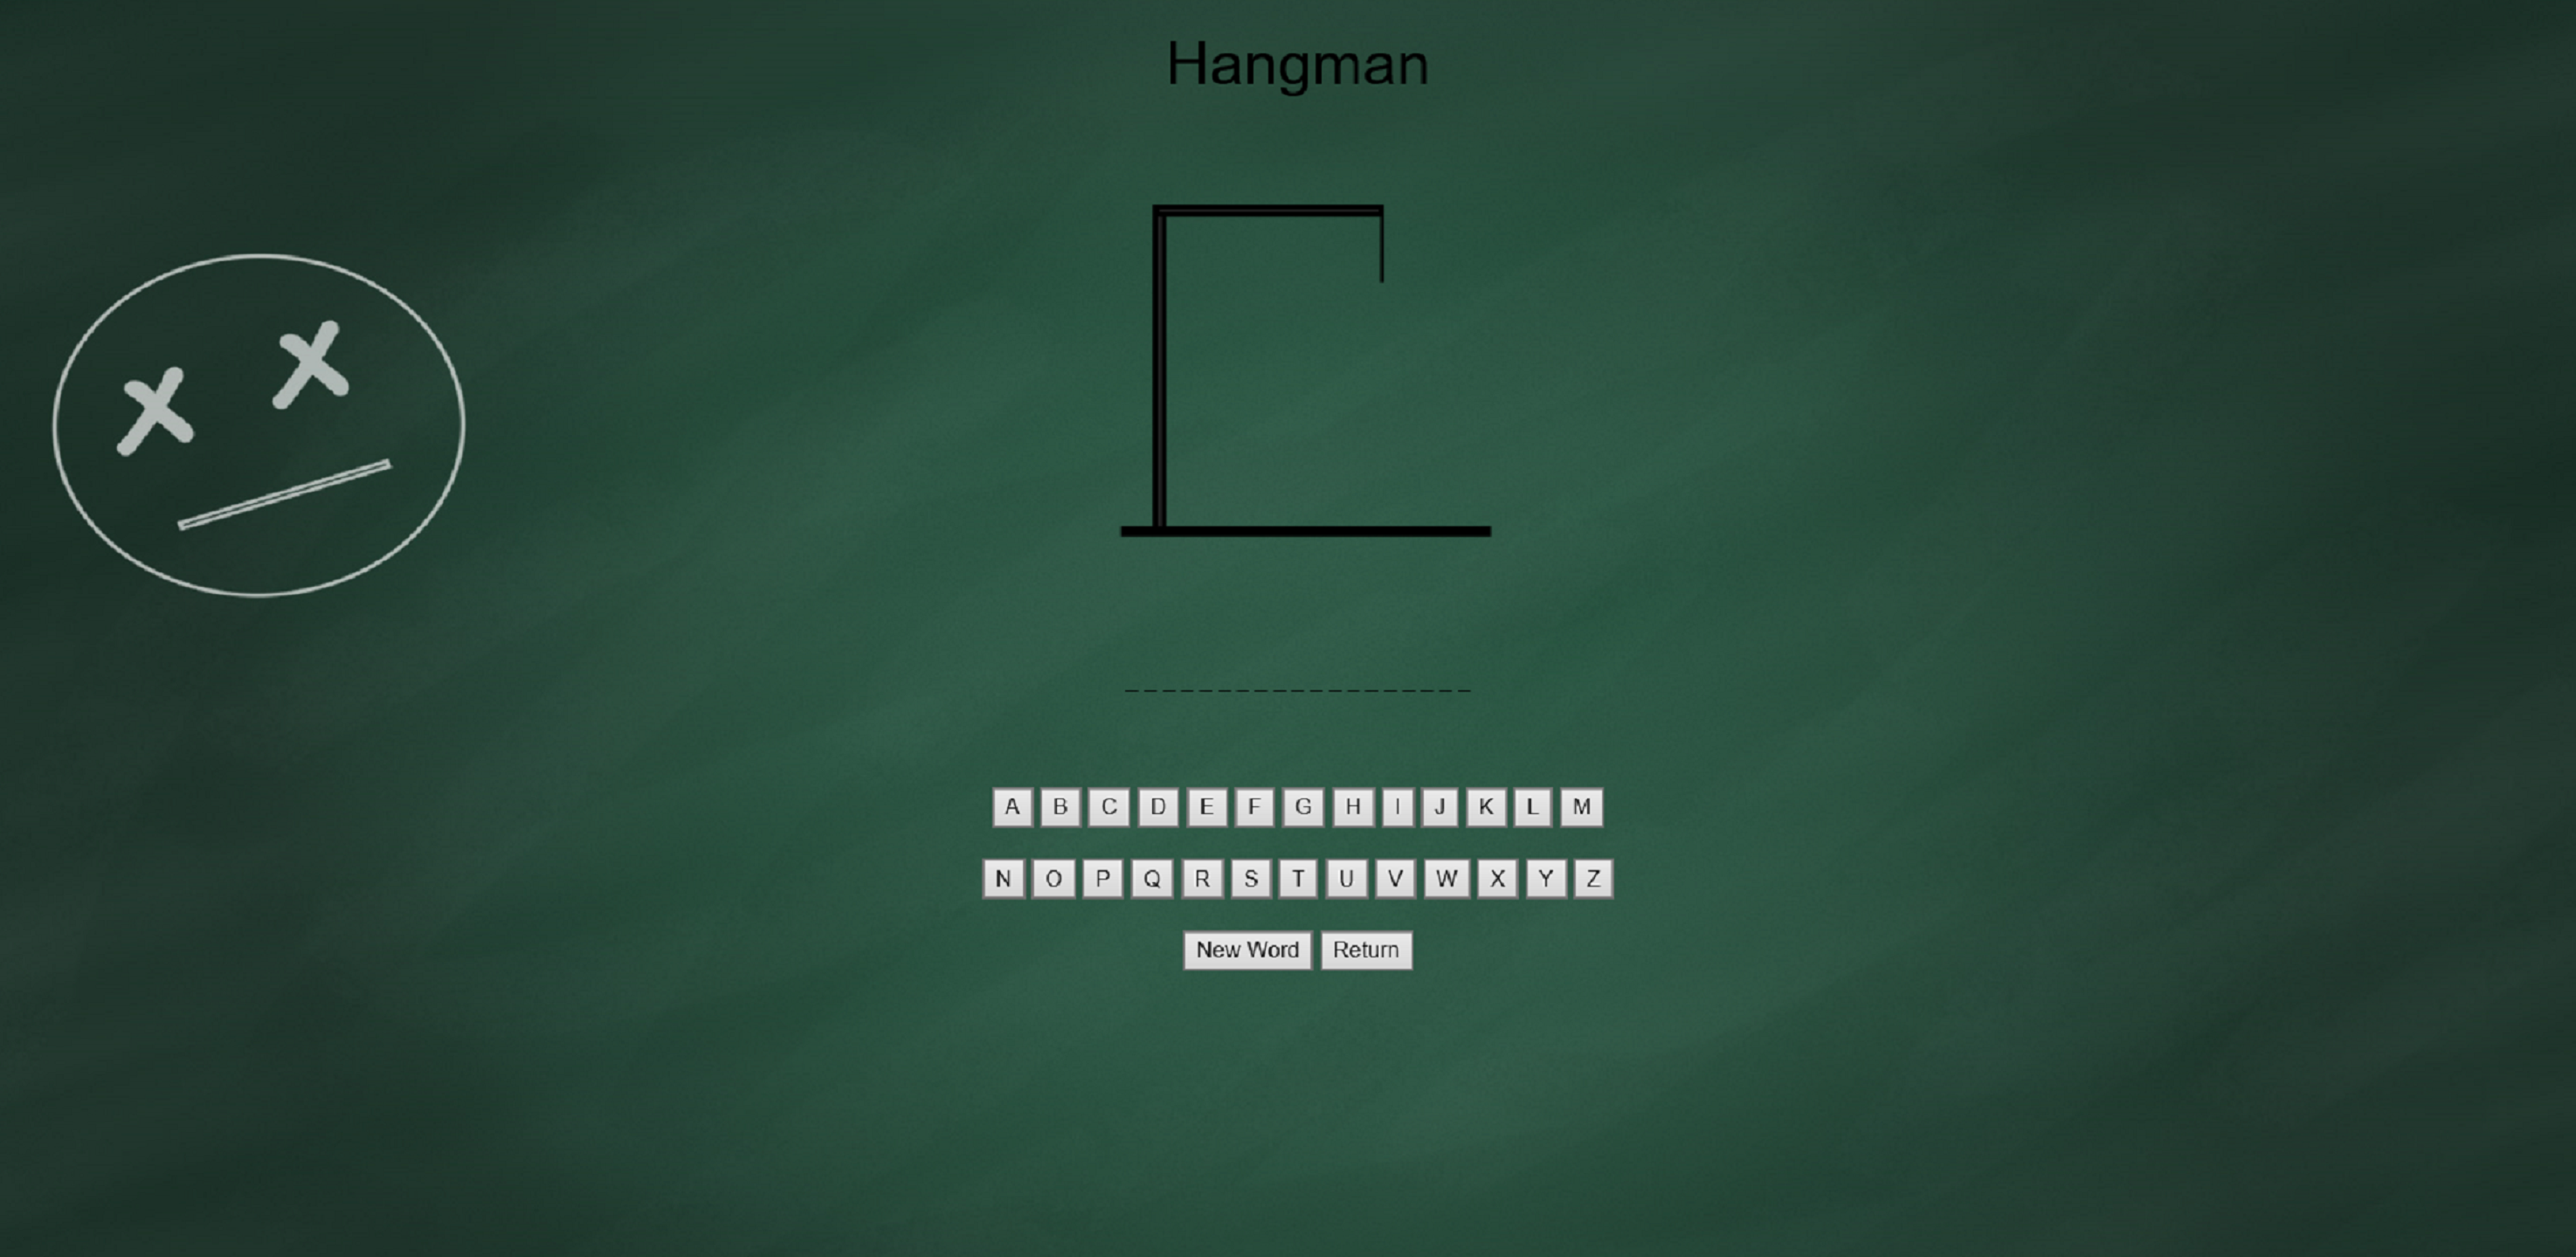 Hangman
_ _ _ _ _ _ _ _ _ _ _ _ _ _ _ _ _ _ _
A B C D E F G H I J K L M
N O P Q R S T U V W X Y Z
New Word Return